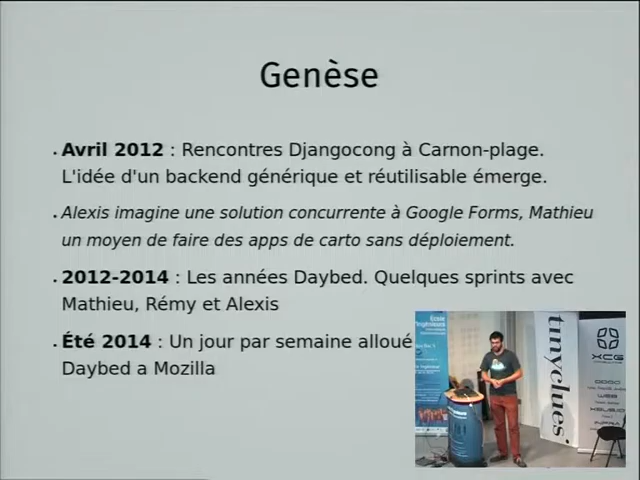 Genèse
Avril 2012 : Rencontres Djangocong à Carnon-plage.
L'idée d'un backend générique et réutilisable émerge.
Alexis imagine une solution concurrente à Google Forms, Mathieu
un moyen de faire des apps de carto sans déploiement.
2012-2014 : Les années Daybed. Quelques sprints avec
Mathieu, Rémy et Alexis
Été 2014 : Un jour par semaine alloué
Daybed a Mozilla
tinyclues
XCG